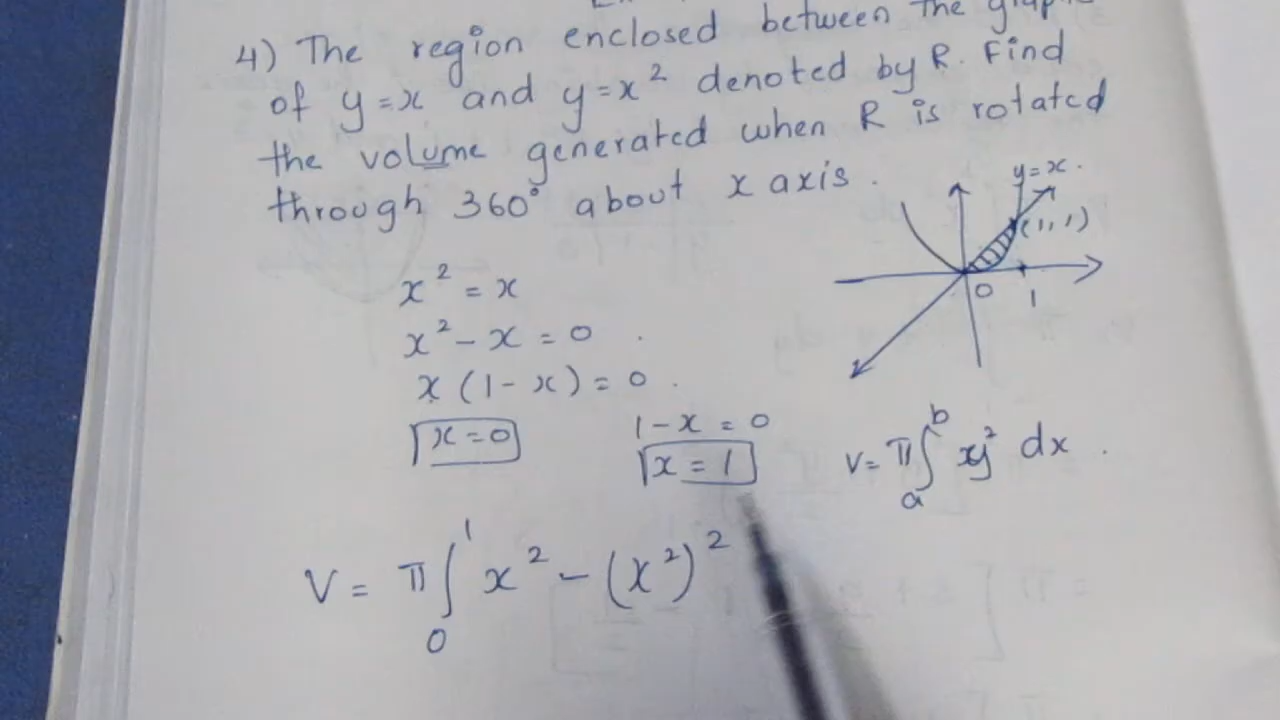 4) The region enclosed between the graphs
of y=x and y=x² denoted by R. Find
the volume generated when R is rotated
through 360° about x axis.
y=x.
(1,1)
0
1
x² = x
x² - x = 0
x (1-x) = 0.
x = 0
1-x = 0
x = 1
V = π∫ₐᵇ y² dx.
V = π∫₀¹ x² - (x²)²